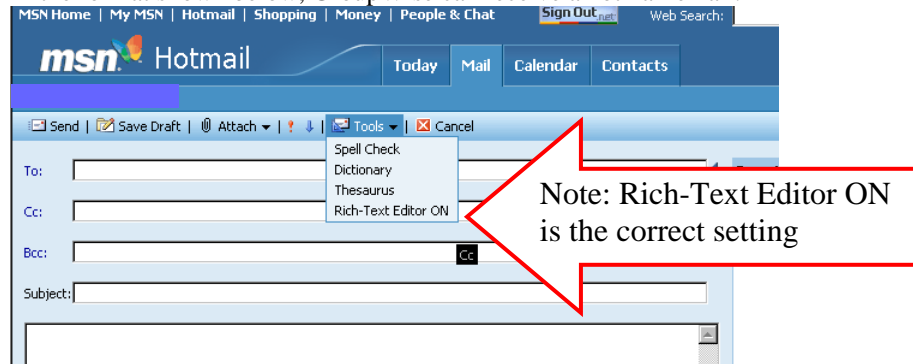 MSN Home | My MSN | Hotmail | Shopping | Money | People & Chat Sign Out .net Web Search:
msn Hotmail Today Mail Calendar Contacts
Send | Save Draft | Attach | ! | Tools | Cancel
Spell Check
Dictionary
Thesaurus
Rich-Text Editor ON
To:
Cc:
Bcc:
Cc
Subject:
Note: Rich-Text Editor ON
is the correct setting